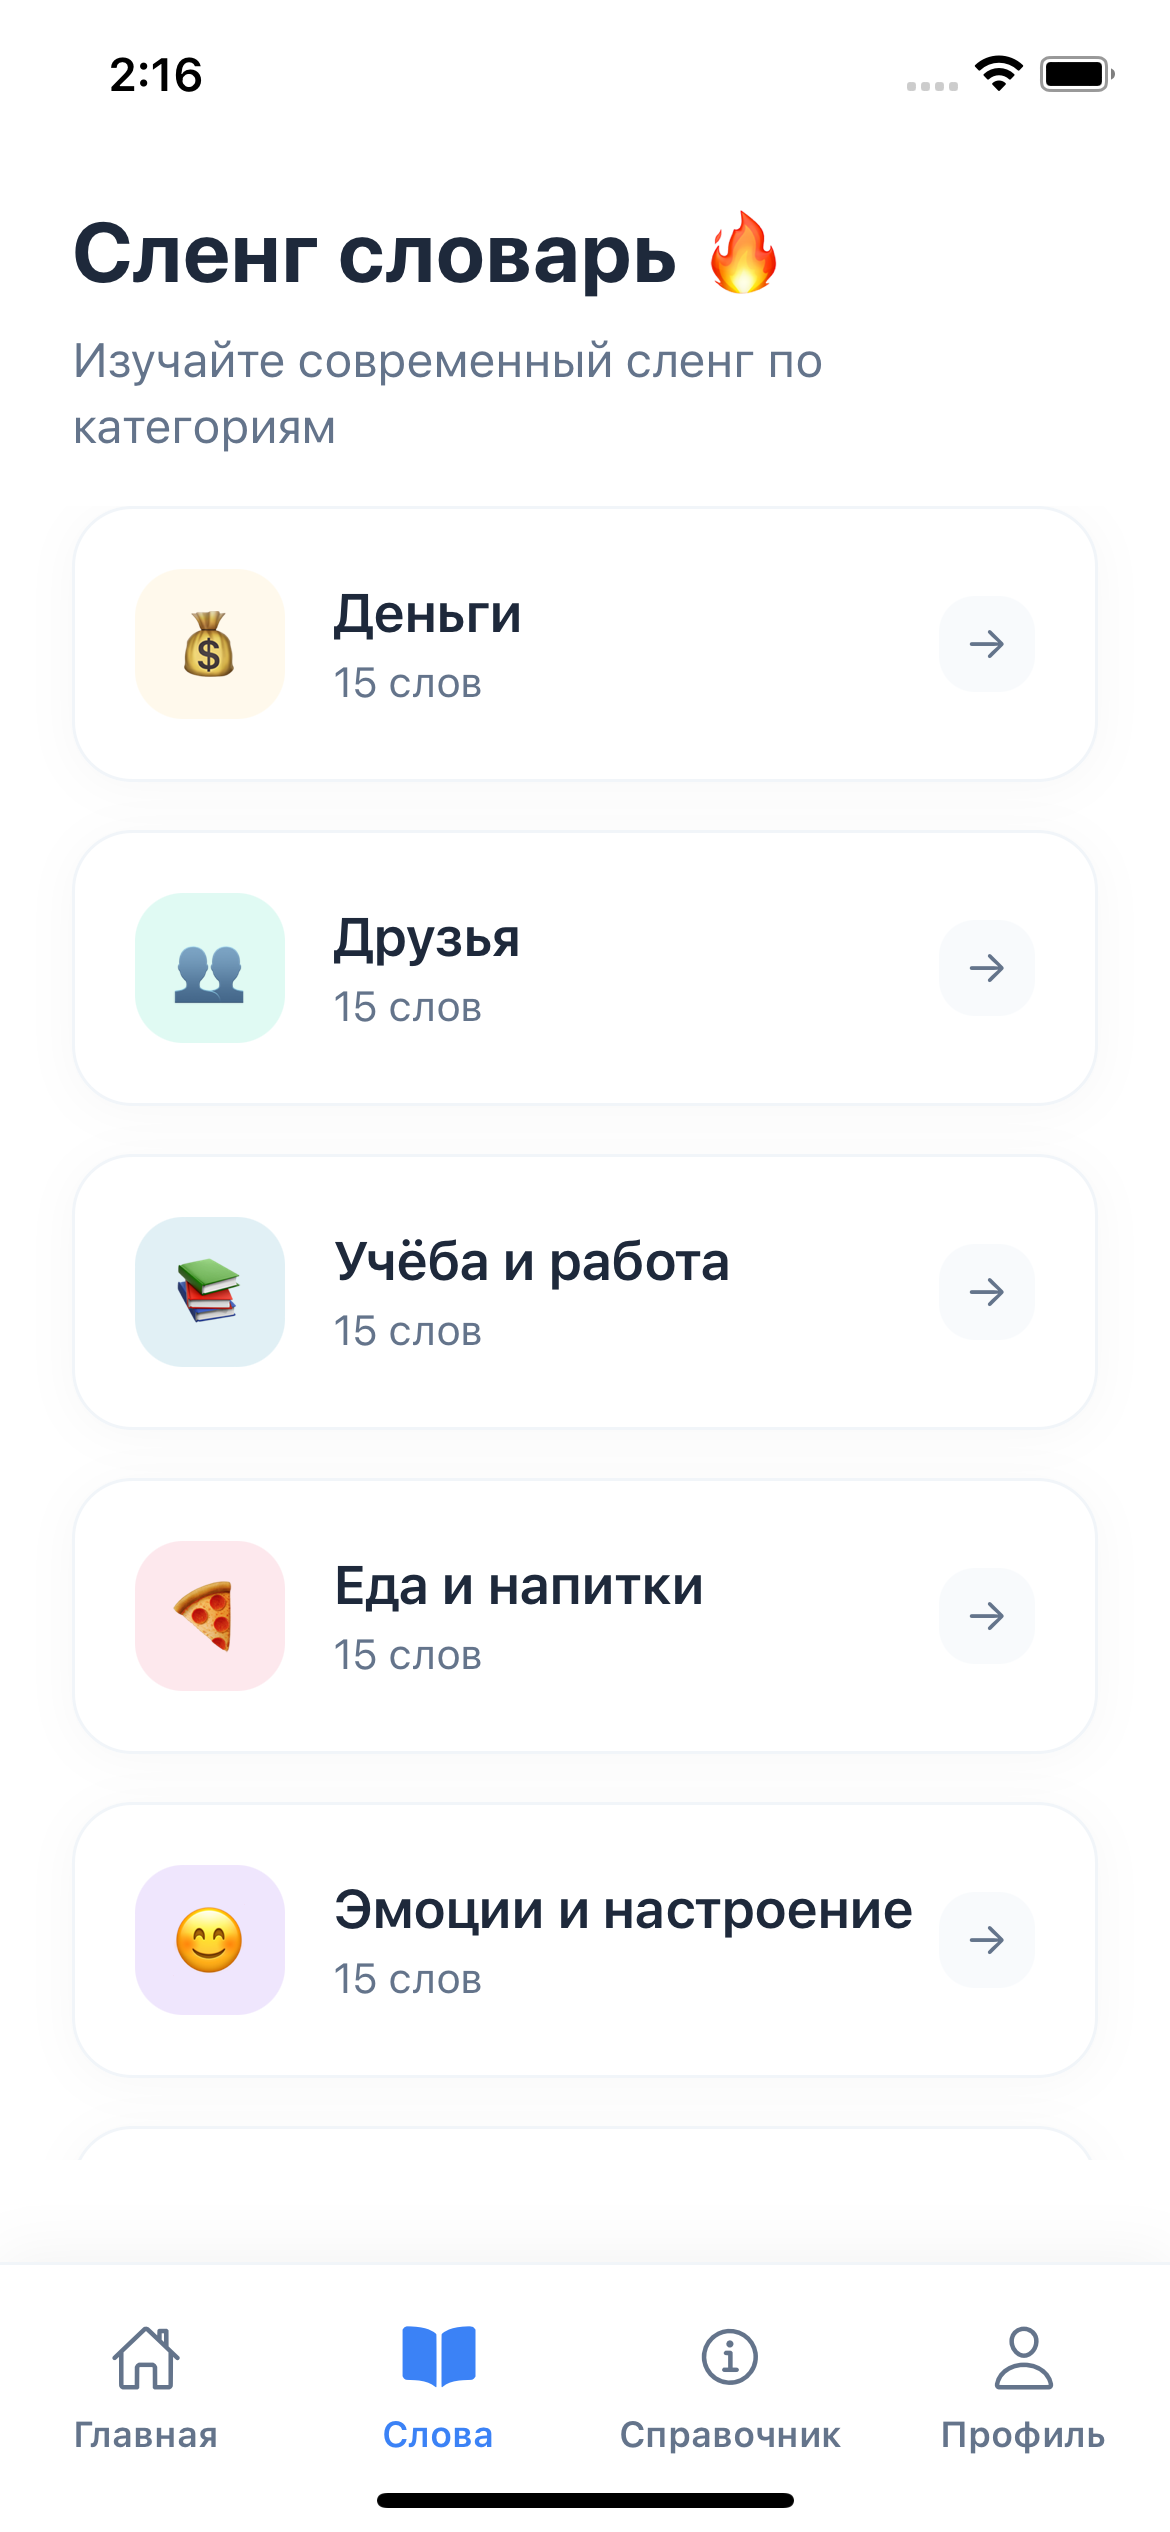 2:16
Сленг словарь 🔥
Изучайте современный сленг по
категориям
Деньги
15 слов
Друзья
15 слов
Учёба и работа
15 слов
Еда и напитки
15 слов
Эмоции и настроение
15 слов
Главная
Слова
Справочник
Профиль